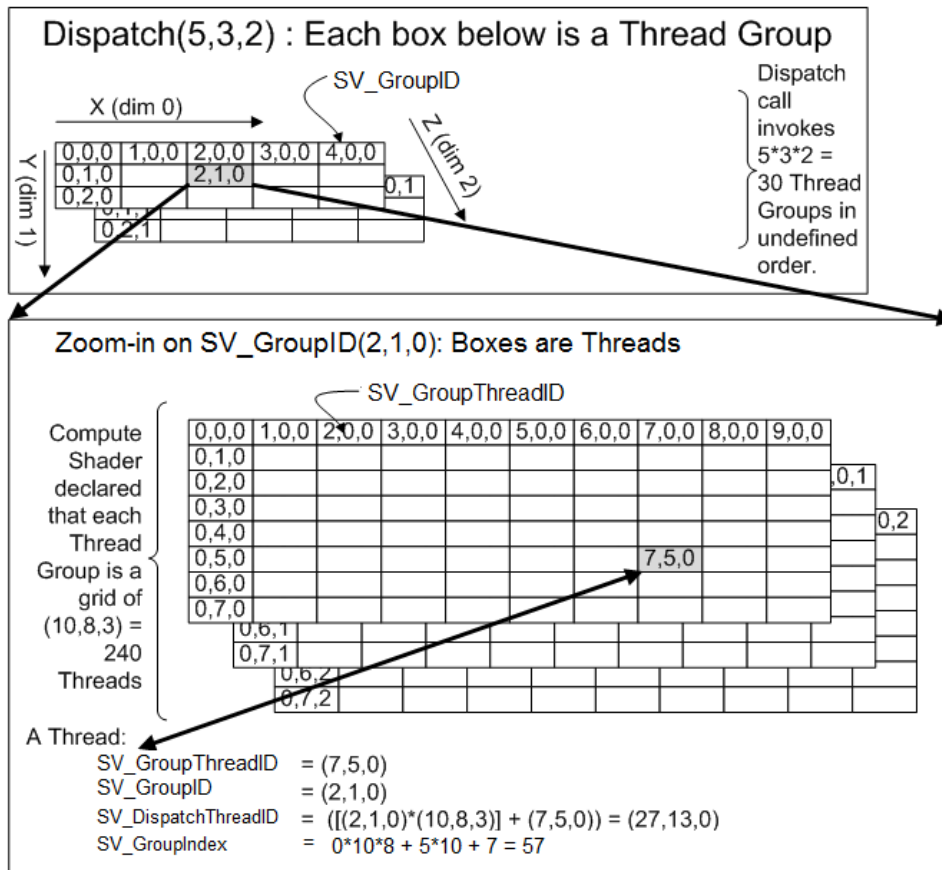 Dispatch(5,3,2) : Each box below is a Thread Group
SV_GroupID
X (dim 0)
Y (dim 1)
Z (dim 2)
0,0,0 1,0,0 2,0,0 3,0,0 4,0,0
0,1,0 2,1,0
0,2,0
0,1
0,1,1
0,2,1
Dispatch
call
invokes
5*3*2 =
30 Thread
Groups in
undefined
order.
Zoom-in on SV_GroupID(2,1,0): Boxes are Threads
SV_GroupThreadID
Compute
Shader
declared
that each
Thread
Group is a
grid of
(10,8,3) =
240
Threads
0,0,0 1,0,0 2,0,0 3,0,0 4,0,0 5,0,0 6,0,0 7,0,0 8,0,0 9,0,0
0,1,0
0,2,0
0,3,0
0,4,0
0,5,0 7,5,0
0,6,0
0,7,0
,0,1
0,6,1
0,7,1
0,2
0,6,2
0,7,2
A Thread:
SV_GroupThreadID = (7,5,0)
SV_GroupID = (2,1,0)
SV_DispatchThreadID = ([(2,1,0)*(10,8,3)] + (7,5,0)) = (27,13,0)
SV_GroupIndex = 0*10*8 + 5*10 + 7 = 57